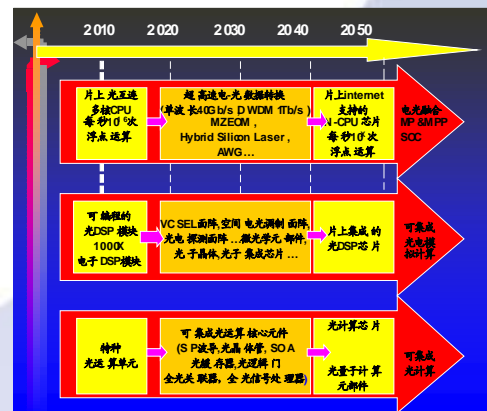 2010 2020 2030 2040 2050
片上光互连
多核CPU
每秒10^6次
浮点运算
超高速电-光数据转换
(单波长40Gb/s DWDM 1Tb/s)
MZEOM,
Hybrid Silicon Laser,
AWG…
片上internet
支持的
N-CPU芯片
浮点运算
电光融合
MP&MPP
SOC
可编程的
光DSP模块
1000X
电子DSP模块
VCSEL面阵,空间电光调制面阵,
光电探测面阵…微光学元部件,
光子晶体,光子集成芯片…
片上集成的
光DSP芯片
可集成
光电模
拟计算
特种
光运算单元
可集成光运算核心元件
(SP波导,光晶体管,SOA
光缓存器,光逻辑门
全光关联器,全光信号处理器)
光计算芯片
光量子计算
元部件
可集成
光计算